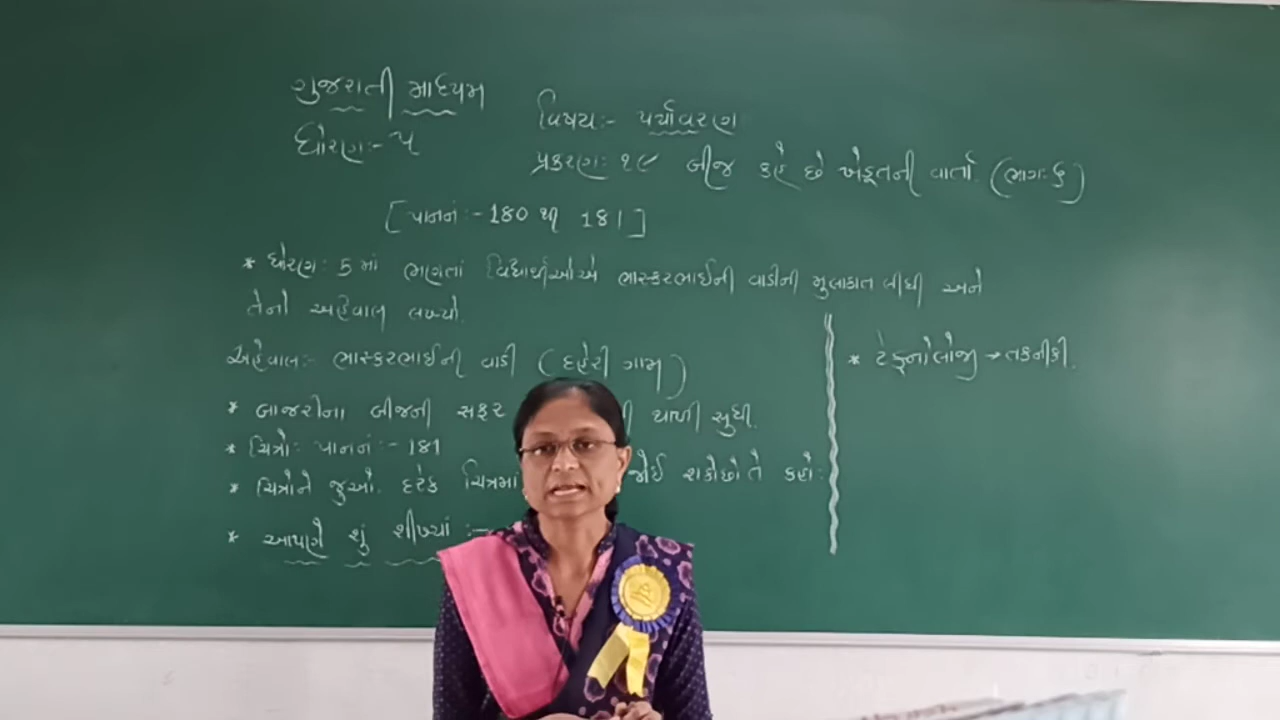 ગુજરાતી માધ્યમ
ધોરણ:- ૫
વિષય:- પર્યાવરણ
પ્રકરણ: ૧૯ બીજ કહે છે ખેડૂતની વાર્તા (ભાગ: ૬)
[પાનનં:- 180 થી 181]
* ધોરણ: 5 માં ભણતાં વિદ્યાર્થીઓએ ભાસ્કરભાઈની વાડીની મુલાકાત લીધી અને
તેનો અહેવાલ લખ્યો.
અહેવાલ:- ભાસ્કરભાઈની વાડી (દહેરી ગામ)
* બાજરીના બીજની સફર ી થાળી સુધી.
* ચિત્રો: પાનનં:- 181
* ચિત્રોને જુઓ. દરેક ચિત્રમાં જોઈ શકોછો તે કહો:
* આપણે શું શીખ્યાં :-
* ટેક્નોલોજી → તકનીકી.